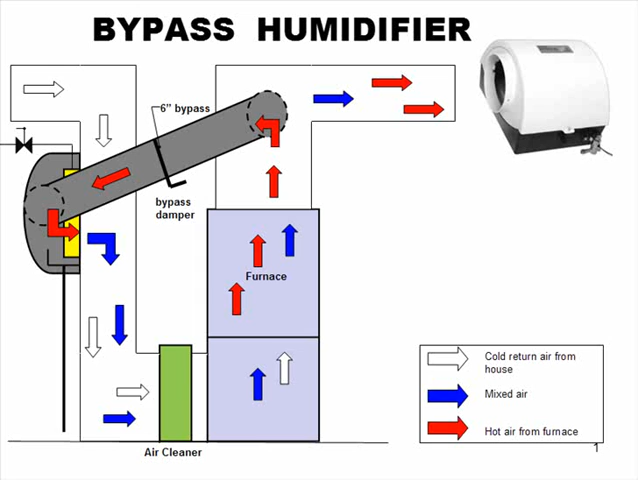 BYPASS HUMIDIFIER
6” bypass
bypass
damper
Furnace
Cold return air from
house
Mixed air
Hot air from furnace
1
Air Cleaner